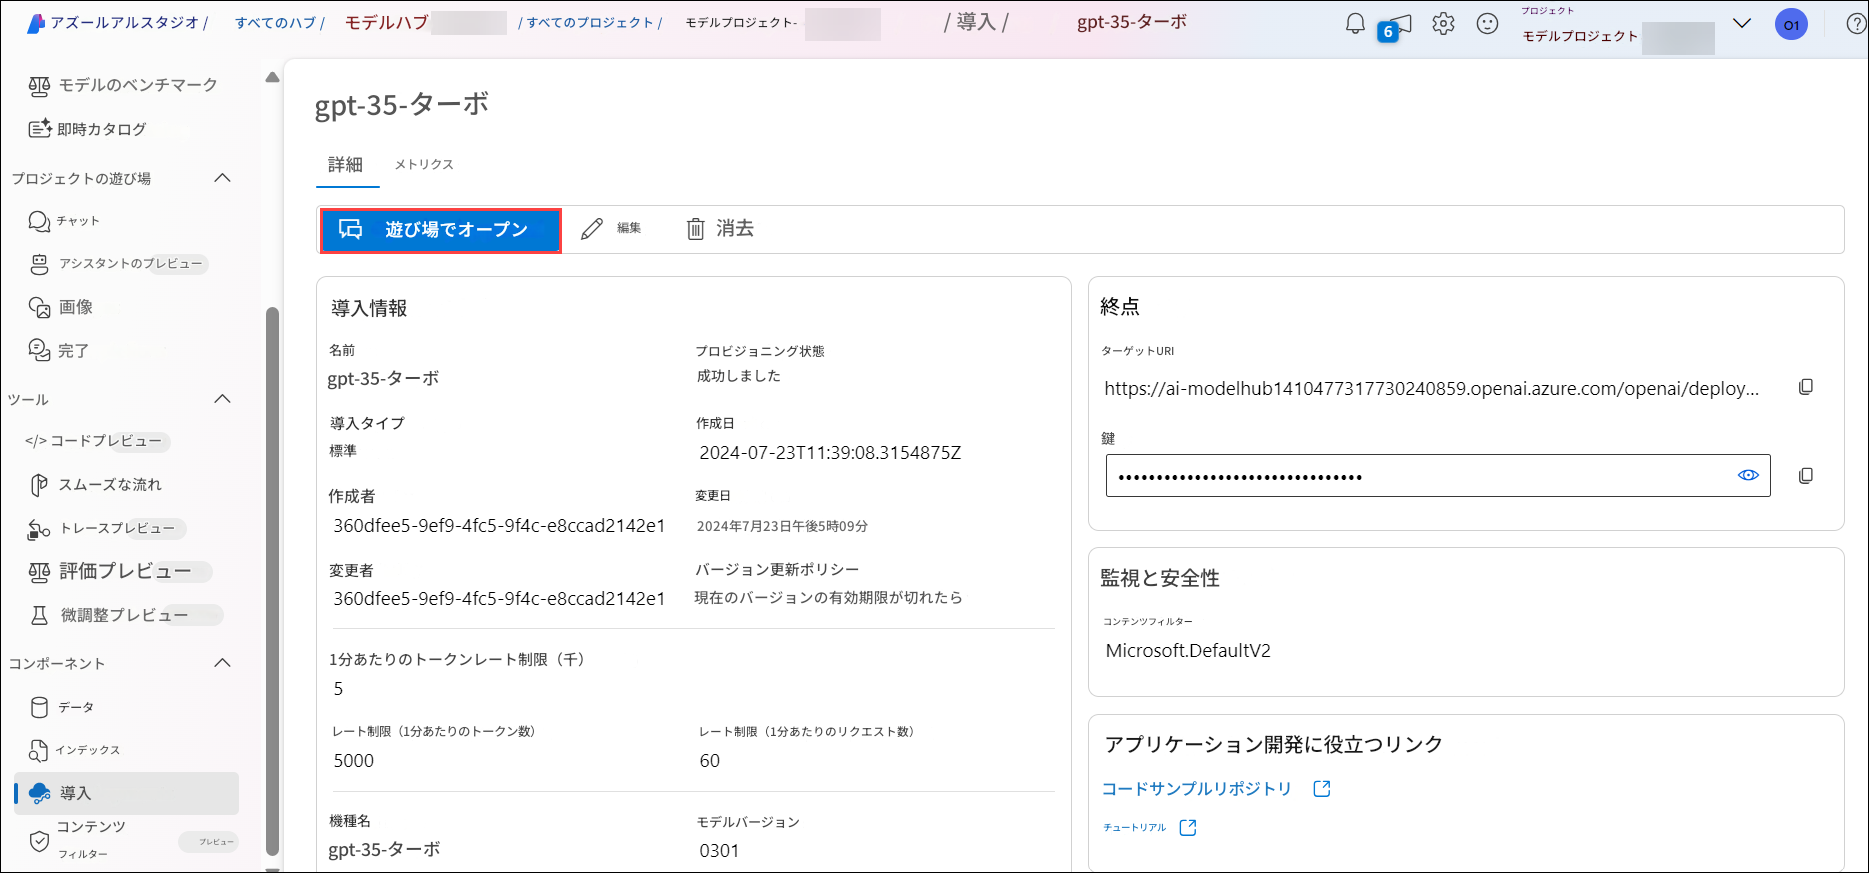 アズールアルスタジオ / すべてのハブ / モデルハブ / すべてのプロジェクト / モデルプロジェクト- / 導入 / gpt-35-ターボ
6
プロジェクト
モデルプロジェクト
O1
モデルのベンチマーク
即時カタログ
プロジェクトの遊び場
チャット
アシスタントのプレビュー
画像
完了
ツール
</> コードプレビュー
スムーズな流れ
トレースプレビュー
評価プレビュー
微調整プレビュー
コンポーネント
データ
インデックス
導入
コンテンツ
フィルター
プレビュー
gpt-35-ターボ
詳細 メトリクス
遊び場でオープン 編集 消去
導入情報
名前
gpt-35-ターボ
プロビジョニング状態
成功しました
導入タイプ
標準
作成日
2024-07-23T11:39:08.3154875Z
作成者
360dfee5-9ef9-4fc5-9f4c-e8ccad2142e1
変更日
2024年7月23日午後5時09分
変更者
360dfee5-9ef9-4fc5-9f4c-e8ccad2142e1
バージョン更新ポリシー
現在のバージョンの有効期限が切れたら
1分あたりのトークンレート制限（千）
5
レート制限（1分あたりのトークン数）
5000
レート制限（1分あたりのリクエスト数）
60
機種名
gpt-35-ターボ
モデルバージョン
0301
終点
ターゲットURI
https://ai-modelhub1410477317730240859.openai.azure.com/openai/deploy...
鍵
••••••••••••••••••••••••••••••••
監視と安全性
コンテンツフィルター
Microsoft.DefaultV2
アプリケーション開発に役立つリンク
コードサンプルリポジトリ
チュートリアル